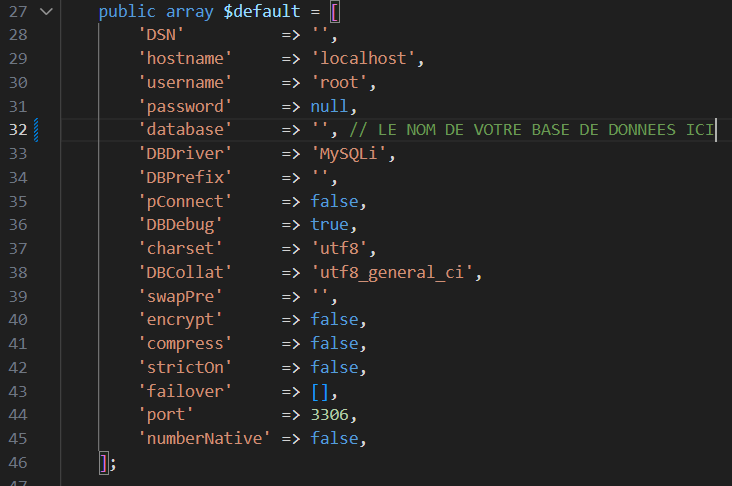 27 public array $default = [
28 'DSN' => '',
29 'hostname' => 'localhost',
30 'username' => 'root',
31 'password' => null,
32 'database' => '', // LE NOM DE VOTRE BASE DE DONNEES ICI
33 'DBDriver' => 'MySQLi',
34 'DBPrefix' => '',
35 'pConnect' => false,
36 'DBDebug' => true,
37 'charset' => 'utf8',
38 'DBCollat' => 'utf8_general_ci',
39 'swapPre' => '',
40 'encrypt' => false,
41 'compress' => false,
42 'strictOn' => false,
43 'failover' => [],
44 'port' => 3306,
45 'numberNative' => false,
46 ];
47